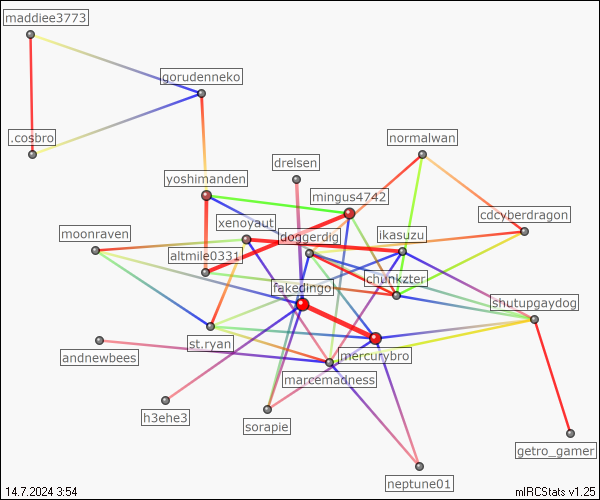 maddiee3773
gorudenneko
.cosbro
normalwan
drelsen
yoshimanden
mingus4742
xenoyaut
cdcyberdragon
moonraven
doggerdig
ikasuzu
altmile0331
chunkzter
fakedingo
shutupgaydog
st.ryan
mercurybro
andnewbees
marcemadness
h3ehe3
sorapie
getro_gamer
neptune01
14.7.2024 3:54
mIRCStats v1.25